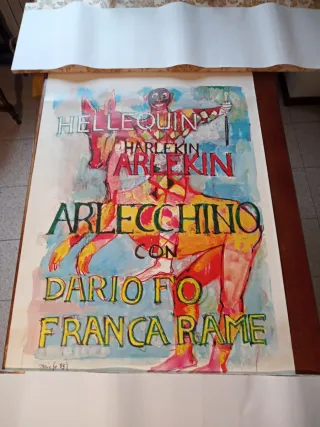 HELLEQUIN
HARLEKIN
ARLEKIN
ARLECCHINO
CON
DARIO FO
FRANCA RAME